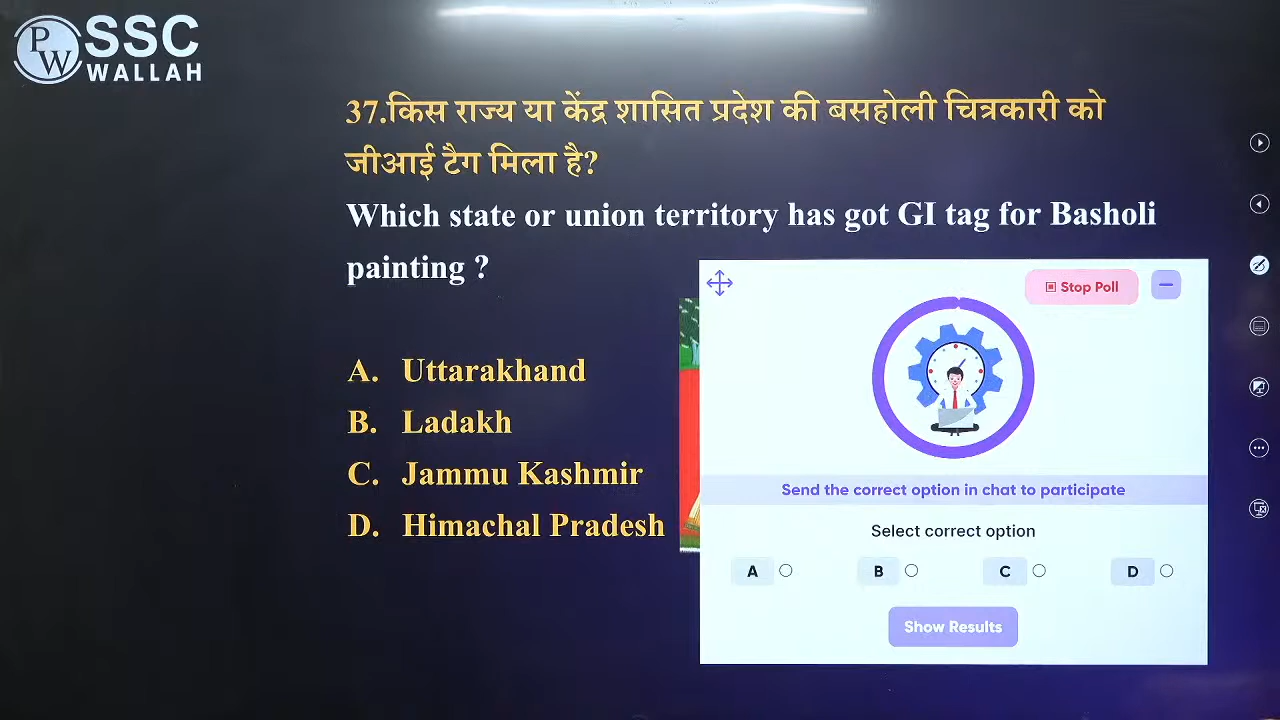 PW
SSC
WALLAH
37.किस राज्य या केंद्र शासित प्रदेश की बसहोली चित्रकारी को
जीआई टैग मिला है?
Which state or union territory has got GI tag for Basholi
painting ?
A. Uttarakhand
B. Ladakh
C. Jammu Kashmir
D. Himachal Pradesh
Stop Poll
Send the correct option in chat to participate
Select correct option
A B C D
Show Results